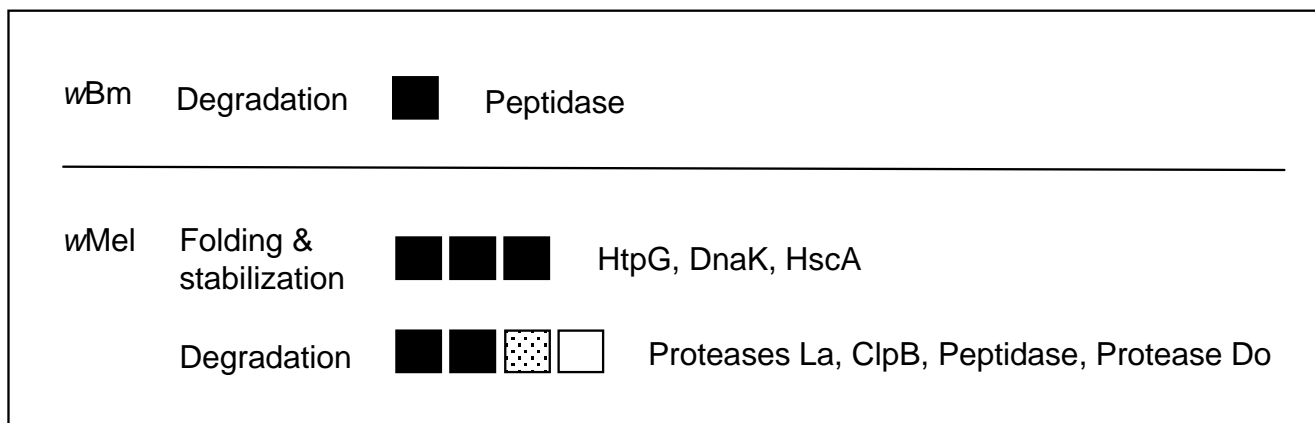 wBm Degradation Peptidase
wMel Folding &
stabilization HtpG, DnaK, HscA
Degradation Proteases La, ClpB, Peptidase, Protease Do